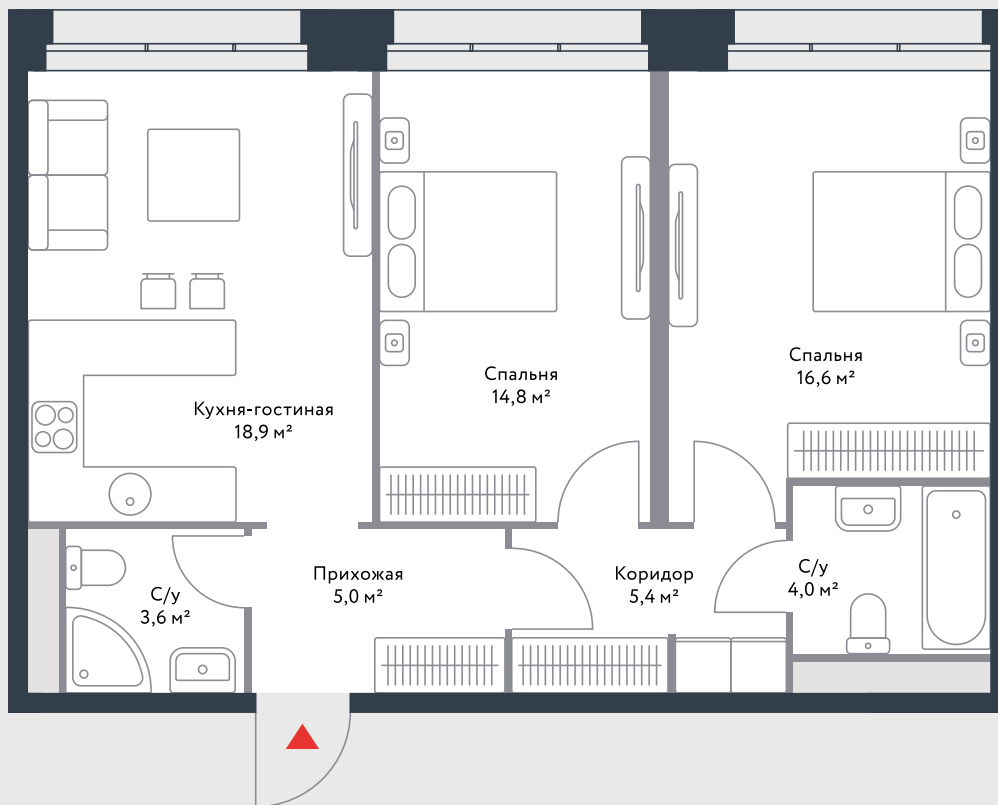 Кухня-гостиная
18,9 м²
Спальня
14,8 м²
Спальня
16,6 м²
С/у
3,6 м²
Прихожая
5,0 м²
Коридор
5,4 м²
С/у
4,0 м²